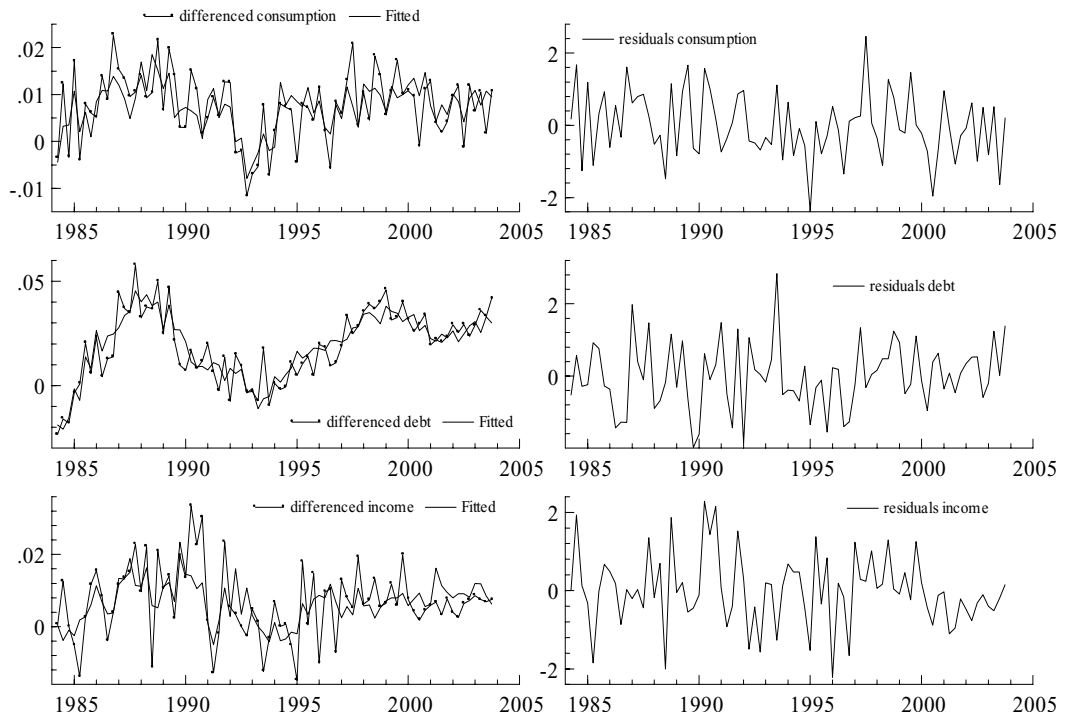 differenced consumption Fitted
.02
.01
0
-.01
1985 1990 1995 2000 2005
residuals consumption
2
0
-2
1985 1990 1995 2000 2005
.05
0
differenced debt Fitted
1985 1990 1995 2000 2005
residuals debt
2
0
1985 1990 1995 2000 2005
differenced income Fitted
.02
0
1985 1990 1995 2000 2005
residuals income
2
0
-2
1985 1990 1995 2000 2005